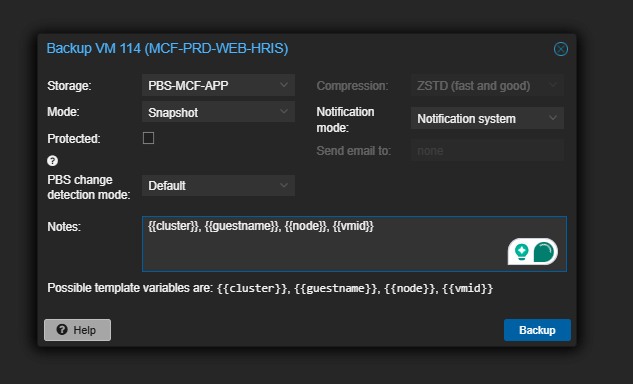 Backup VM 114 (MCF-PRD-WEB-HRIS)
Storage: PBS-MCF-APP Compression: ZSTD (fast and good)
Mode: Snapshot Notification mode: Notification system
Protected: Send email to: none
PBS change detection mode: Default
Notes: {{cluster}}, {{guestname}}, {{node}}, {{vmid}}
Possible template variables are: {{cluster}}, {{guestname}}, {{node}}, {{vmid}}
? Help Backup